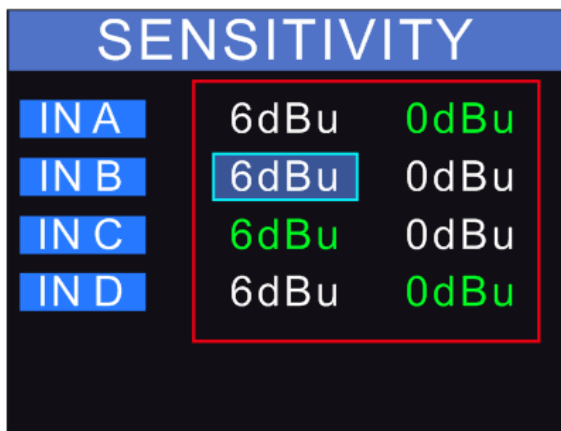 SENSITIVITY
IN A 6dBu 0dBu
IN B 6dBu 0dBu
IN C 6dBu 0dBu
IN D 6dBu 0dBu